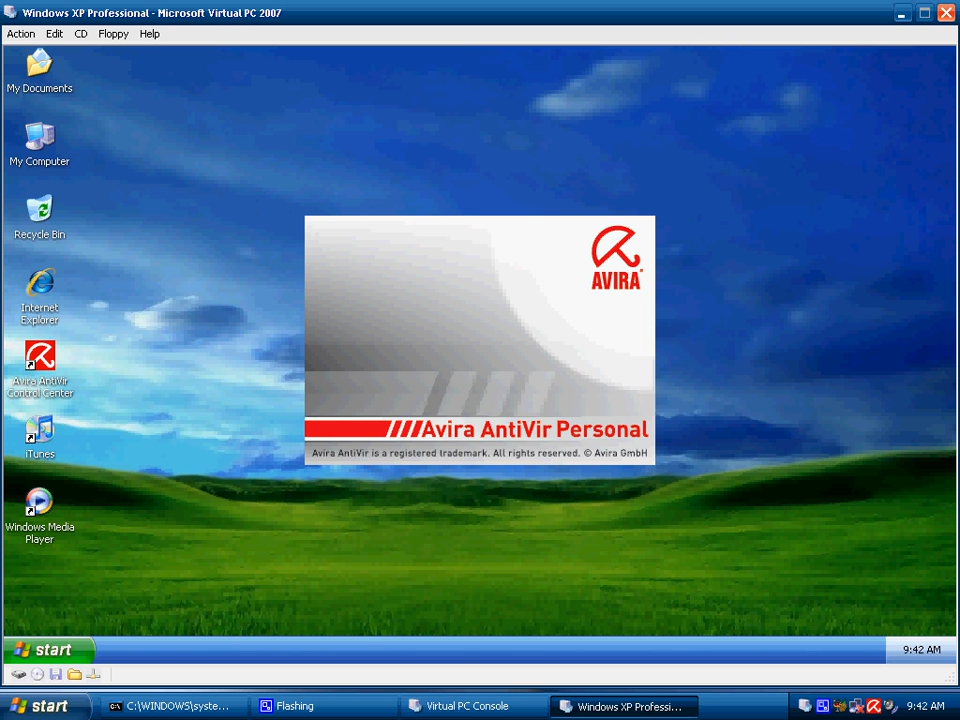 Windows XP Professional - Microsoft Virtual PC 2007
Action Edit CD Floppy Help
My Documents
My Computer
Recycle Bin
Internet
Explorer
Avira AntiVir
Control Center
iTunes
Windows Media
Player
AVIRA
Avira AntiVir Personal
Avira AntiVir is a registered trademark. All rights reserved. © Avira GmbH
start
9:42 AM
start
C:\WINDOWS\syste...
Flashing
Virtual PC Console
Windows XP Professi...
9:42 AM